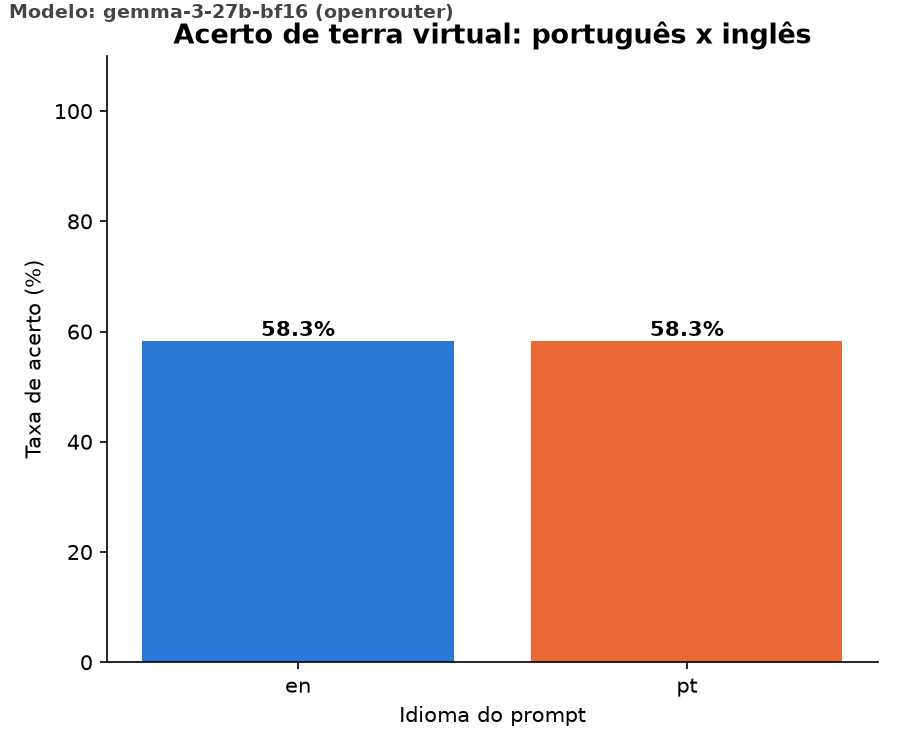 Modelo: gemma-3-27b-bf16 (openrouter)
Acerto de terra virtual: português x inglês
Taxa de acerto (%)
100
80
60
40
20
0
58.3%
58.3%
en
pt
Idioma do prompt